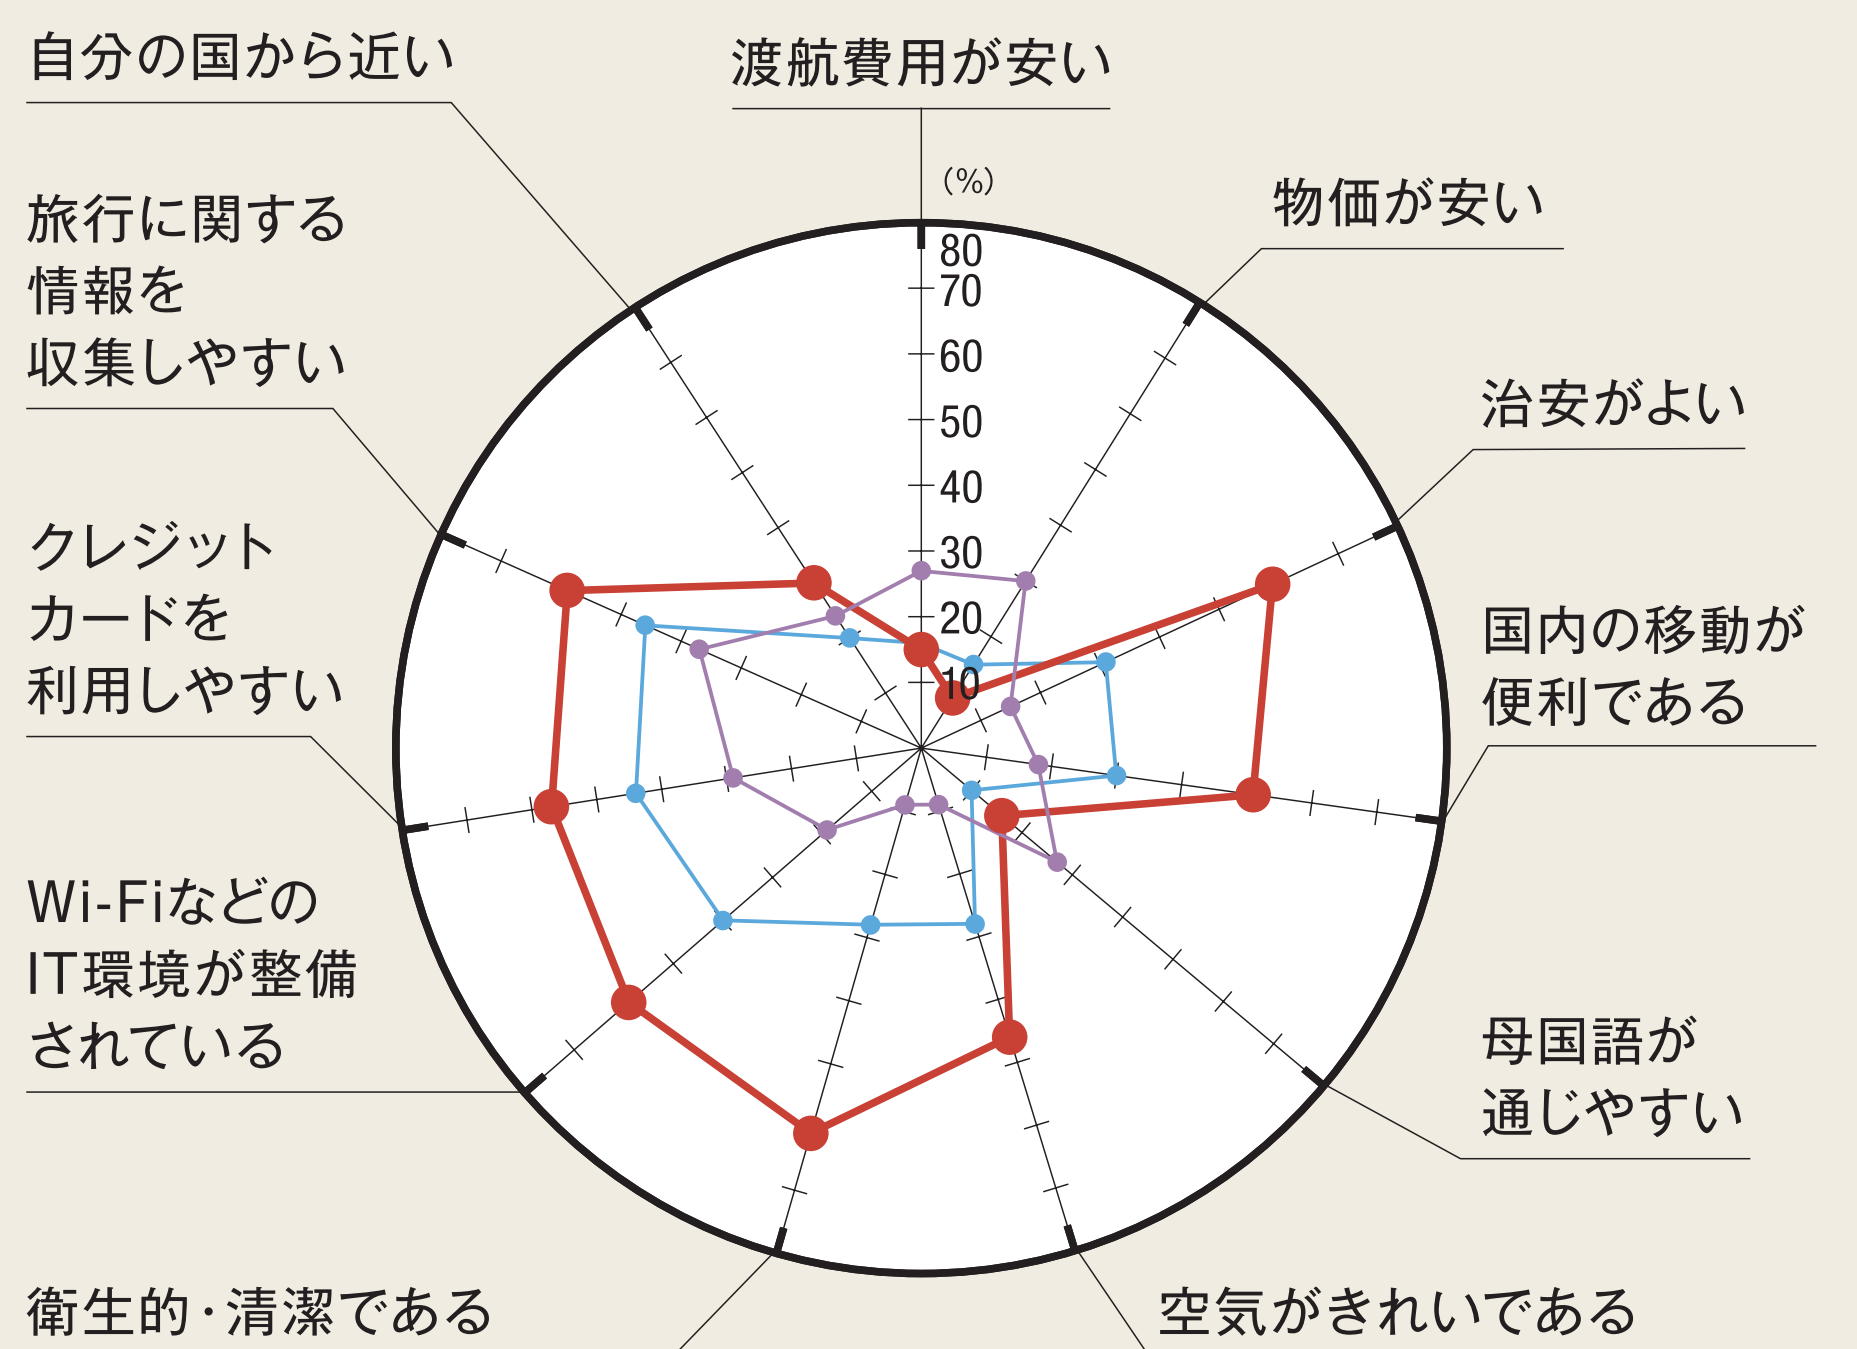 自分の国から近い
渡航費用が安い
(%)
物価が安い
旅行に関する
情報を
収集しやすい
80
70
60
50
40
30
20
10
治安がよい
クレジット
カードを
利用しやすい
国内の移動が
便利である
Wi-Fiなどの
IT環境が整備
されている
母国語が
通じやすい
衛生的・清潔である
空気がきれいである